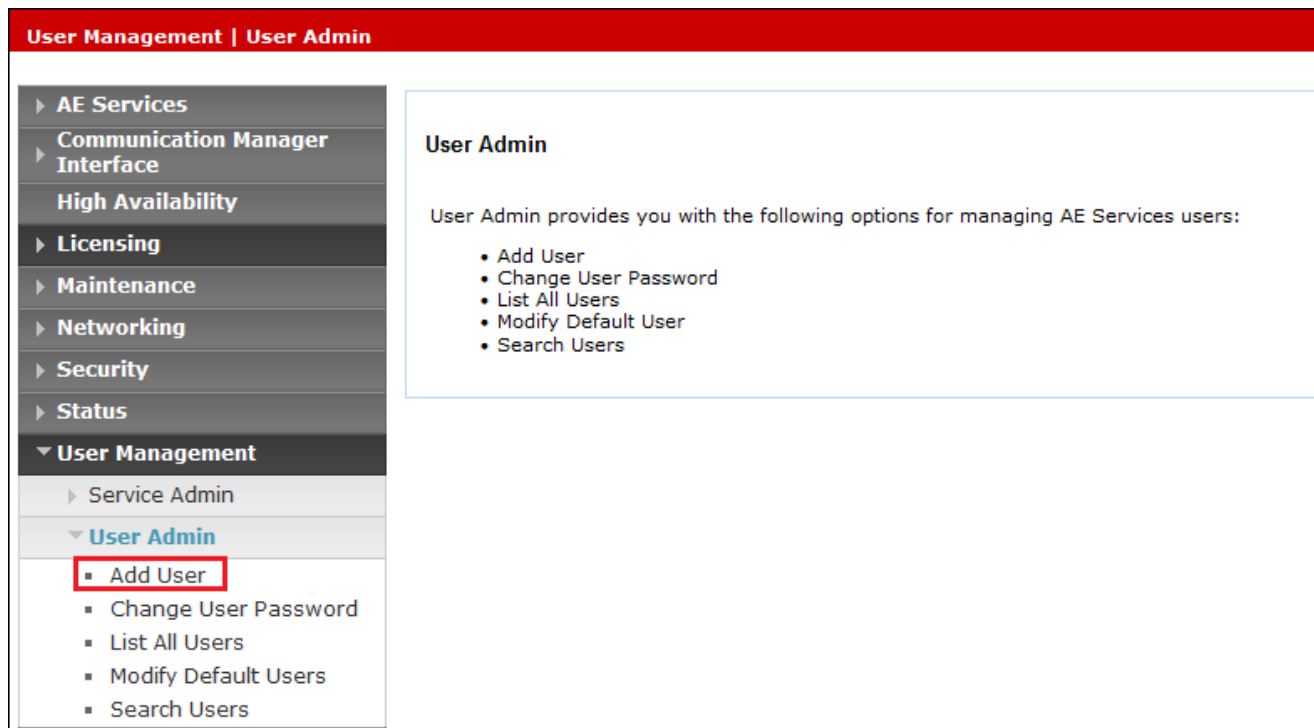 User Management | User Admin
AE Services
Communication Manager
Interface
High Availability
Licensing
Maintenance
Networking
Security
Status
User Management
Service Admin
User Admin
Add User
Change User Password
List All Users
Modify Default Users
Search Users
User Admin
User Admin provides you with the following options for managing AE Services users:
• Add User
• Change User Password
• List All Users
• Modify Default User
• Search Users